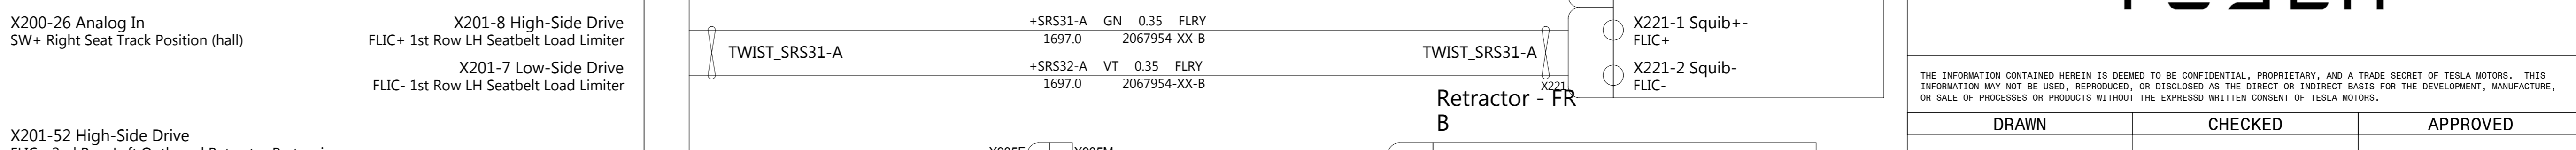 X200-26 Analog In
SW+ Right Seat Track Position (hall)
X201-8 High-Side Drive
FLIC+ 1st Row LH Seatbelt Load Limiter
X201-7 Low-Side Drive
FLIC- 1st Row LH Seatbelt Load Limiter
X201-52 High-Side Drive
TWIST_SRS31-A
+SRS31-A GN 0.35 FLRY
1697.0 2067954-XX-B
+SRS32-A VT 0.35 FLRY
1697.0 2067954-XX-B
TWIST_SRS31-A
X221
Retractor - FR
B
X221-1 Squib+-
FLIC+
X221-2 Squib-
FLIC-
THE INFORMATION CONTAINED HEREIN IS DEEMED TO BE CONFIDENTIAL, PROPRIETARY, AND A TRADE SECRET OF TESLA MOTORS. THIS
INFORMATION MAY NOT BE USED, REPRODUCED, OR DISCLOSED AS THE DIRECT OR INDIRECT BASIS FOR THE DEVELOPMENT, MANUFACTURE,
OR SALE OF PROCESSES OR PRODUCTS WITHOUT THE EXPRESSD WRITTEN CONSENT OF TESLA MOTORS.
DRAWN
CHECKED
APPROVED